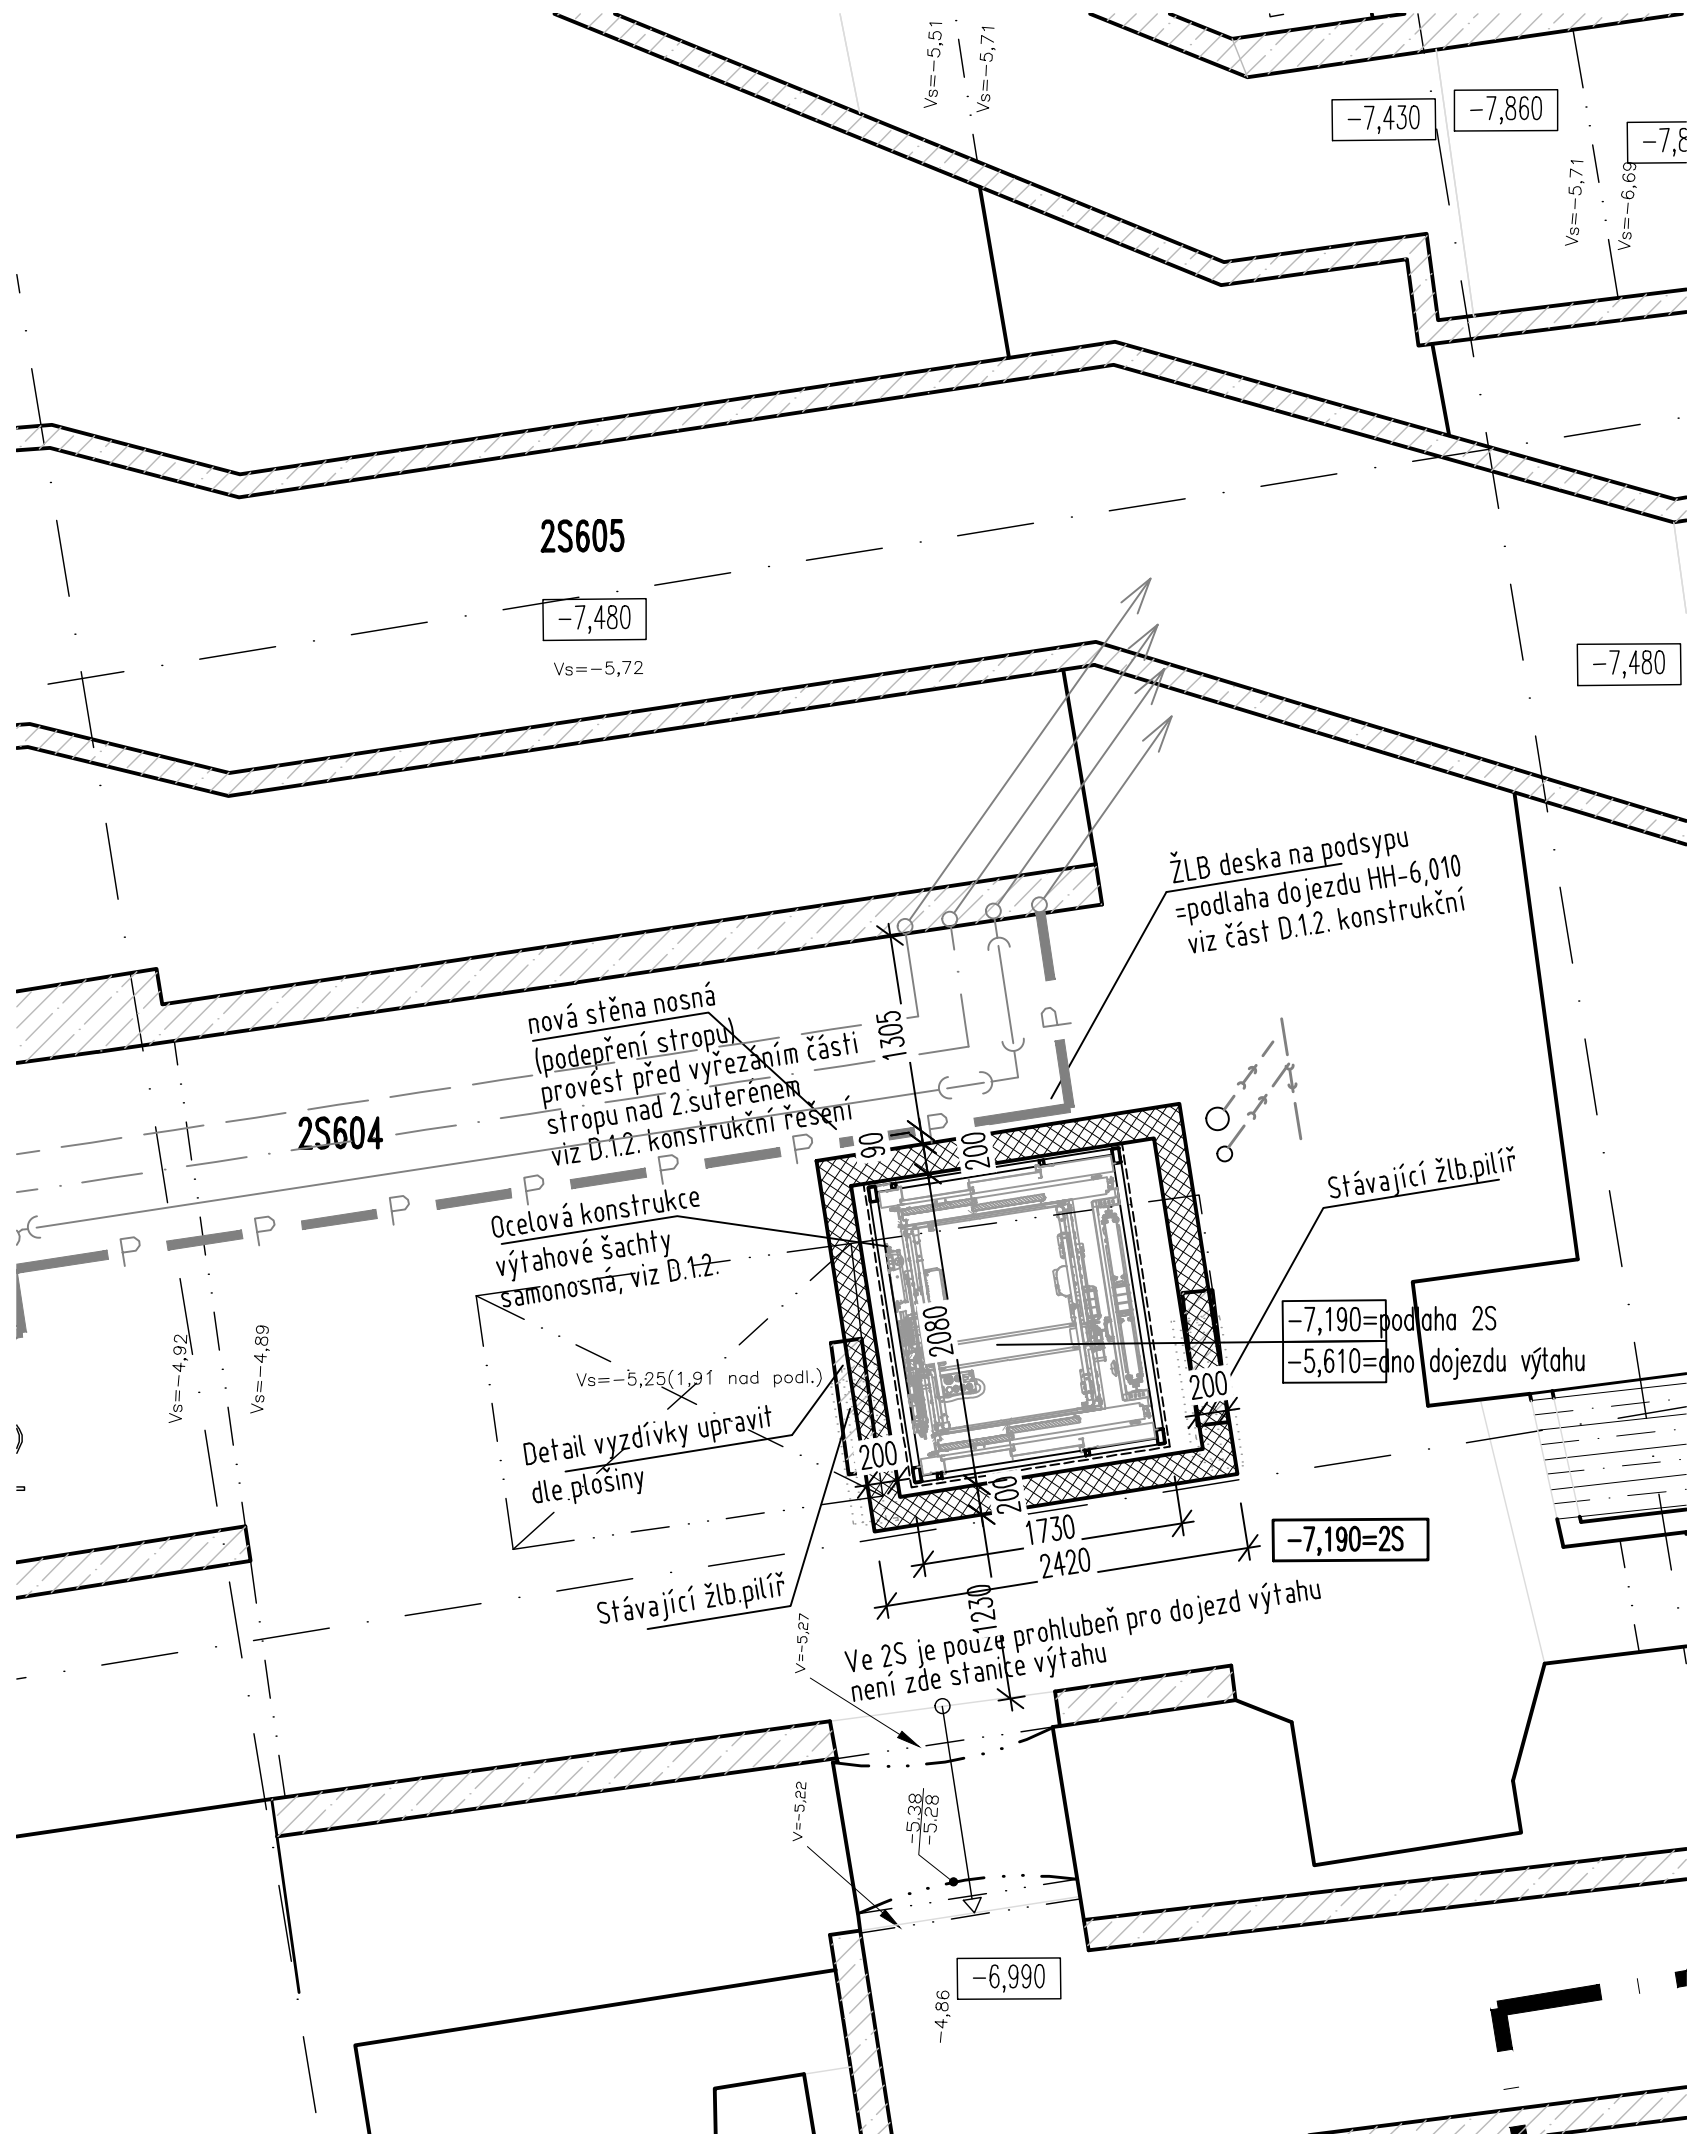 Vs=-5,51
Vs=-5,71
-7,430
-7,860
-7,8
Vs=-5,71
Vs=-6,69
2S605
-7,480
Vs=-5,72
-7,480
ŽLB deska na podsypu
=podlaha dojezdu HH-6,010
viz část D.1.2. konstrukční
nová stěna nosná
(podepření stropu)
provést před vyřezáním části
stropu nad 2.suterénem
viz D.1.2. konstrukční řešení
1305
P
2S604
90
200
P
P
P
P
P
P
Stávající žlb.pilíř
Ocelová konstrukce
výtahové šachty
samonosná, viz D.1.2.
2080
-7,190=podlaha 2S
-5,610=dno dojezdu výtahu
Vs=-4,92
Vs=-4,89
Vs=-5,25(1,91 nad podl.)
200
Detail vyzdívky upravit
dle plošiny
200
200
1730
2420
-7,190=2S
Stávající žlb.pilíř
1230
V=-5,27
Ve 2S je pouze prohlubeň pro dojezd výtahu
není zde stanice výtahu
V=-5,22
-5,38
-5,28
-6,990
-4,86